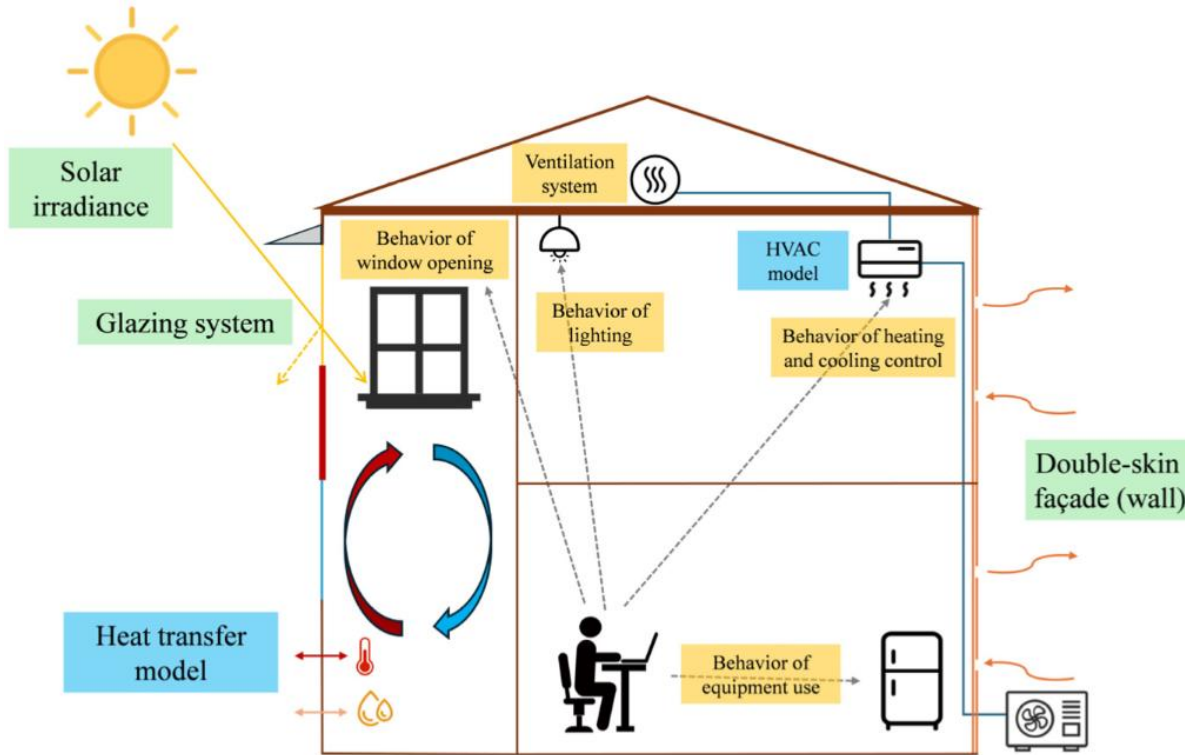 Solar
irradiance
Ventilation
system
Behavior of
window opening
HVAC
model
Glazing system
Behavior of
lighting
Behavior of heating
and cooling control
Double-skin
façade (wall)
Heat transfer
model
Behavior of
equipment use